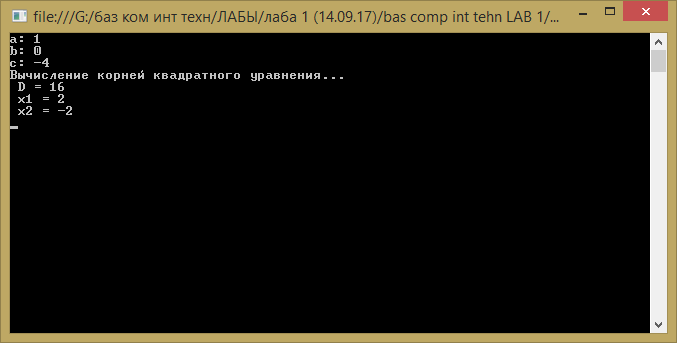 file:///G:/баз ком инт техн/ЛАБЫ/лаба 1 (14.09.17)/bas comp int tehn LAB 1/...
a: 1
b: 0
c: -4
Вычисление корней квадратного уравнения...
D = 16
x1 = 2
x2 = -2